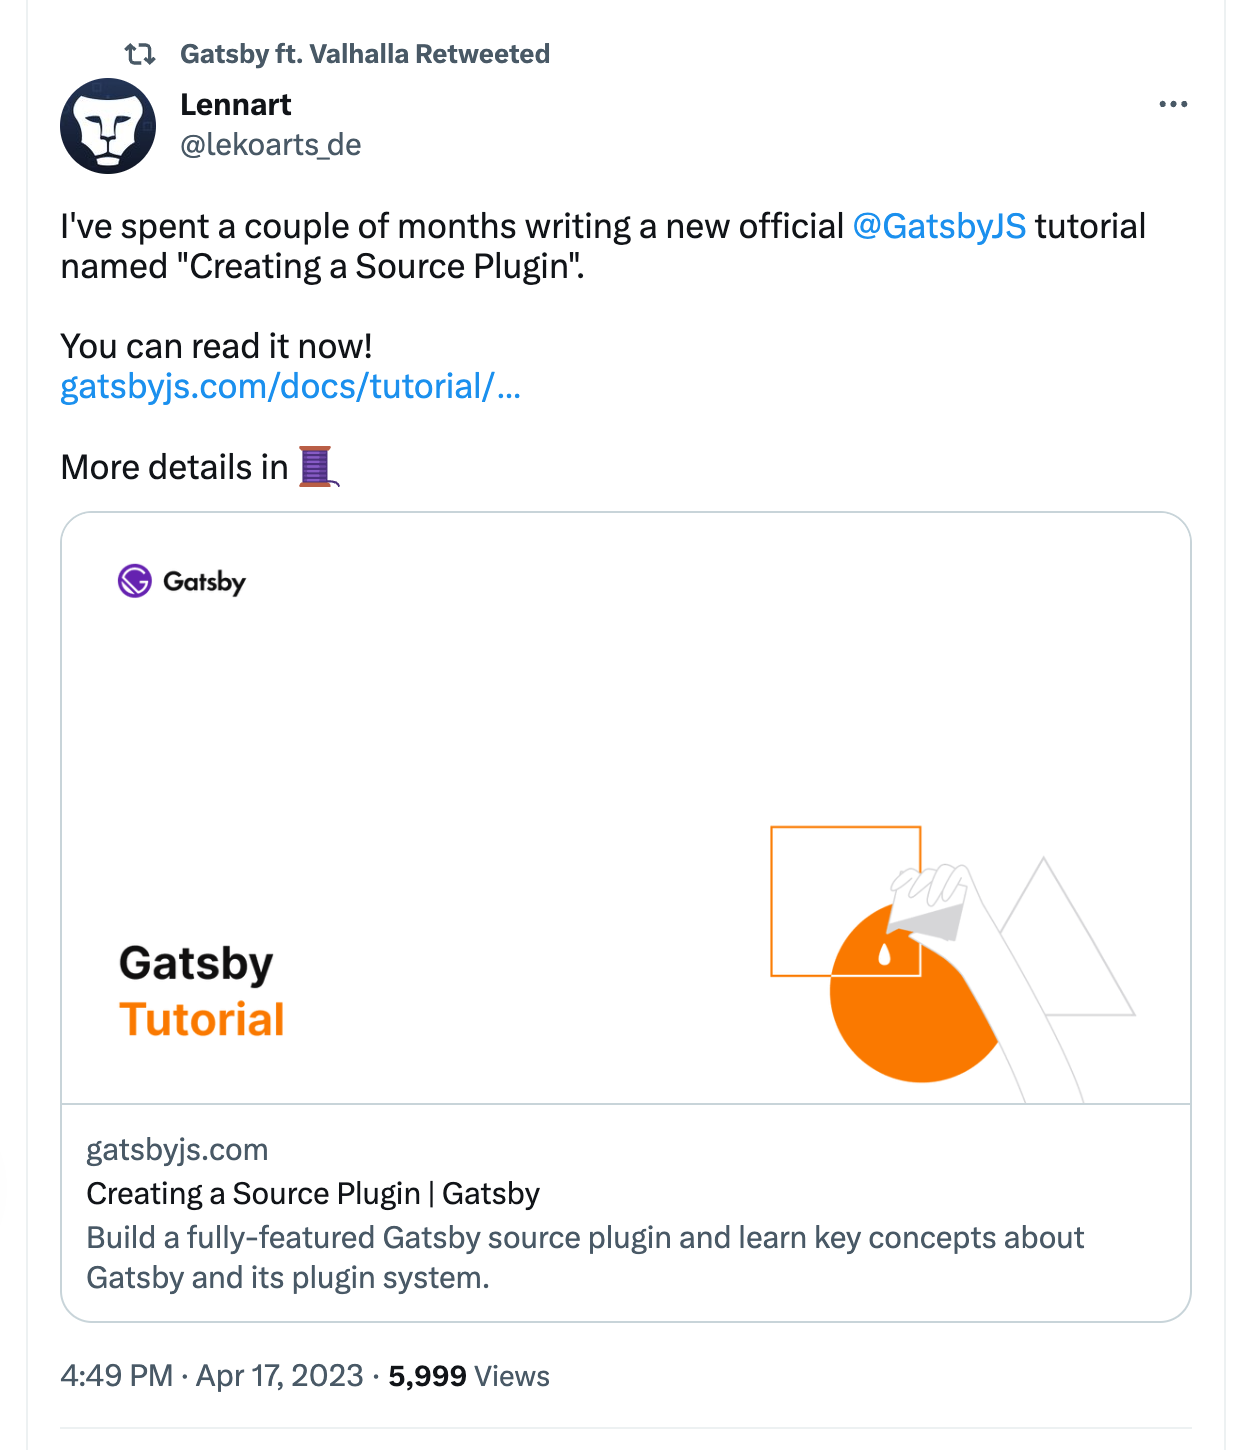 Gatsby ft. Valhalla Retweeted
Lennart
@lekoarts_de
I've spent a couple of months writing a new official @GatsbyJS tutorial
named "Creating a Source Plugin".
You can read it now!
gatsbyjs.com/docs/tutorial/…
More details in 🧵
Gatsby
Gatsby
Tutorial
gatsbyjs.com
Creating a Source Plugin | Gatsby
Build a fully-featured Gatsby source plugin and learn key concepts about
Gatsby and its plugin system.
4:49 PM · Apr 17, 2023 · 5,999 Views